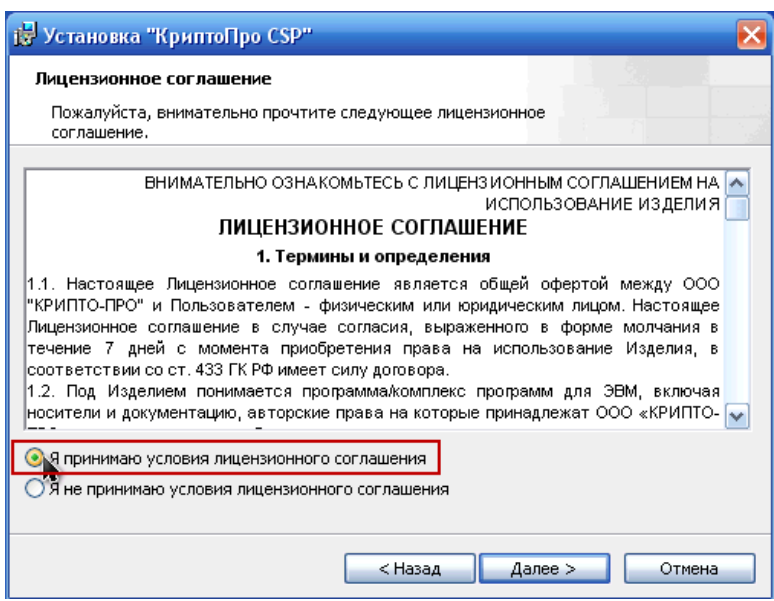 Установка "КриптоПро CSP"
Лицензионное соглашение
Пожалуйста, внимательно прочтите следующее лицензионное
соглашение.
ВНИМАТЕЛЬНО ОЗНАКОМЬТЕСЬ С ЛИЦЕНЗИОННЫМ СОГЛАШЕНИЕМ НА
ИСПОЛЬЗОВАНИЕ ИЗДЕЛИЯ
ЛИЦЕНЗИОННОЕ СОГЛАШЕНИЕ
1. Термины и определения
1.1. Настоящее Лицензионное соглашение является общей офертой между ООО
"КРИПТО-ПРО" и Пользователем - физическим или юридическим лицом. Настоящее
Лицензионное соглашение в случае согласия, выраженного в форме молчания в
течение 7 дней с момента приобретения права на использование Изделия, в
соответствии со ст. 433 ГК РФ имеет силу договора.
1.2. Под Изделием понимается программа/комплекс программ для ЭВМ, включая
носители и документацию, авторские права на которые принадлежат ООО «КРИПТО-
Я принимаю условия лицензионного соглашения
Я не принимаю условия лицензионного соглашения
< Назад
Далее >
Отмена